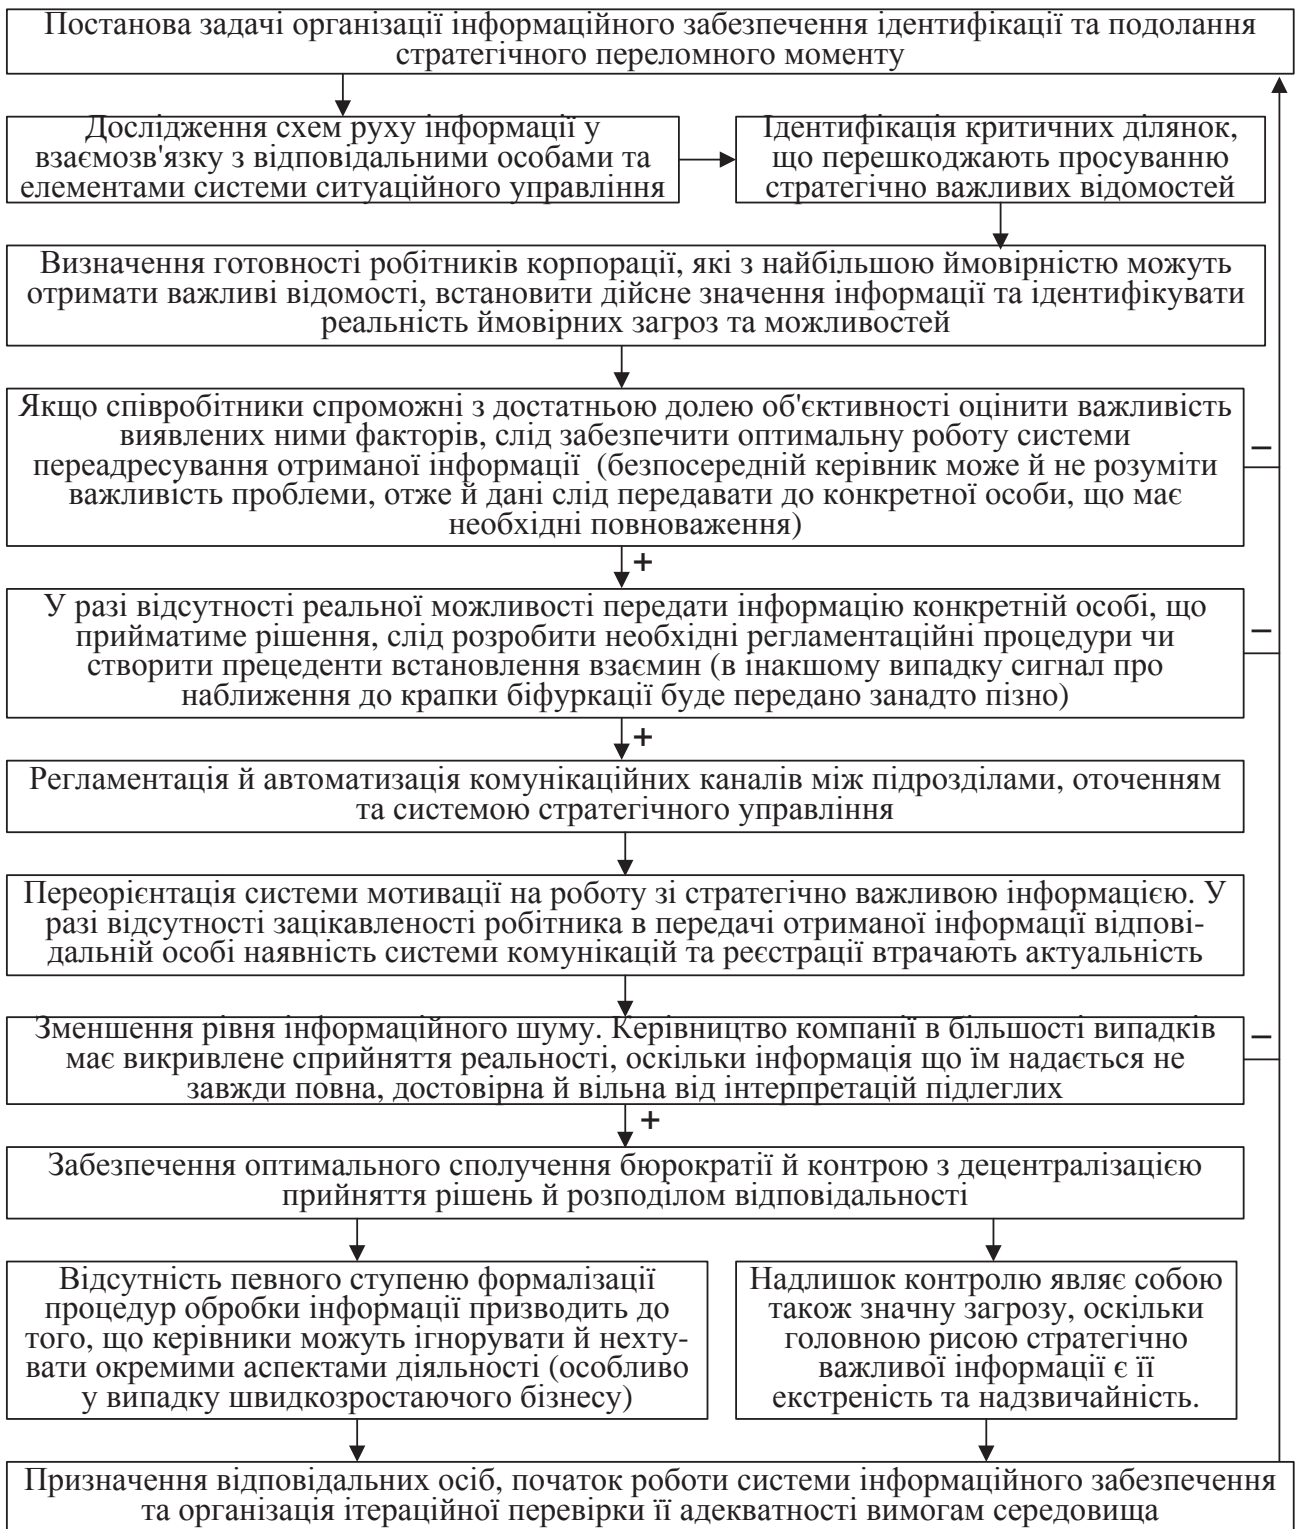 Постанова задачі організації інформаційного забезпечення ідентифікації та подолання
стратегічного переломного моменту
Дослідження схем руху інформації у
взаємозв'язку з відповідальними особами та
елементами системи ситуаційного управління
Ідентифікація критичних ділянок,
що перешкоджають просуванню
стратегічно важливих відомостей
Визначення готовності робітників корпорації, які з найбільшою ймовірністю можуть
отримати важливі відомості, встановити дійсне значення інформації та ідентифікувати
реальність ймовірних загроз та можливостей
Якщо співробітники спроможні з достатньою долею об'єктивності оцінити важливість
виявлених ними факторів, слід забезпечити оптимальну роботу системи
переадресування отриманої інформації (безпосередній керівник може й не розуміти
важливість проблеми, отже й дані слід передавати до конкретної особи, що має
необхідні повноваження)
−
+
У разі відсутності реальної можливості передати інформацію конкретній особі, що
прийматиме рішення, слід розробити необхідні регламентаційні процедури чи
створити прецеденти встановлення взаємин (в інакшому випадку сигнал про
наближення до крапки біфуркації буде передано занадто пізно)
−
+
Регламентація й автоматизація комунікаційних каналів між підрозділами, оточенням
та системою стратегічного управління
Переорієнтація системи мотивації на роботу зі стратегічно важливою інформацією. У
разі відсутності зацікавленості робітника в передачі отриманої інформації відпові-
дальній особі наявність системи комунікацій та реєстрації втрачають актуальність
Зменшення рівня інформаційного шуму. Керівництво компанії в більшості випадків
має викривлене сприйняття реальності, оскільки інформація що їм надається не
завжди повна, достовірна й вільна від інтерпретацій підлеглих
−
+
Забезпечення оптимального сполучення бюрократії й контрою з децентралізацією
прийняття рішень й розподілом відповідальності
Відсутність певного ступеню формалізації
процедур обробки інформації призводить до
того, що керівники можуть ігнорувати й нехту-
вати окремими аспектами діяльності (особливо
у випадку швидкозростаючого бізнесу)
Надлишок контролю являє собою
також значну загрозу, оскільки
головною рисою стратегічно
важливої інформації є її
екстреність та надзвичайність.
Призначення відповідальних осіб, початок роботи системи інформаційного забезпечення
та організація ітераційної перевірки її адекватності вимогам середовища